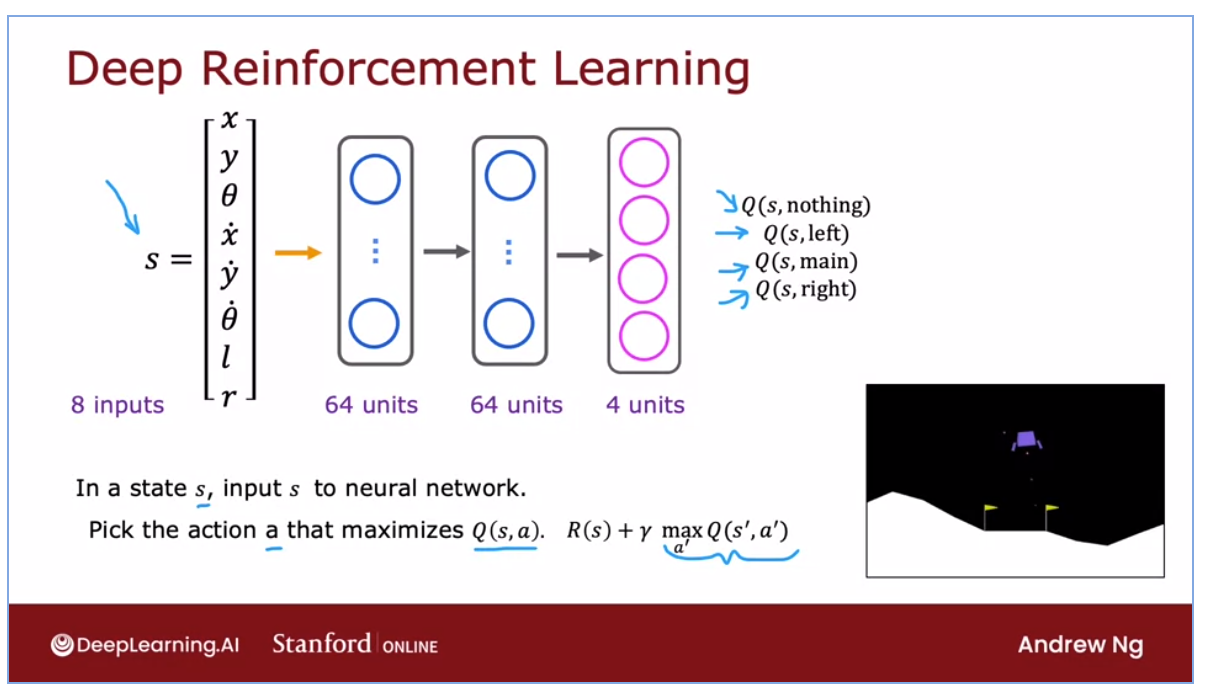 Deep Reinforcement Learning
s =
x
y
θ
ẋ
ẏ
θ̇
l
r
Q(s, nothing)
Q(s, left)
Q(s, main)
Q(s, right)
8 inputs
64 units
64 units
4 units
In a state s, input s to neural network.
Pick the action a that maximizes Q(s, a). R(s) + γ max Q(s′, a′)
a′
DeepLearning.AI
Stanford | ONLINE
Andrew Ng